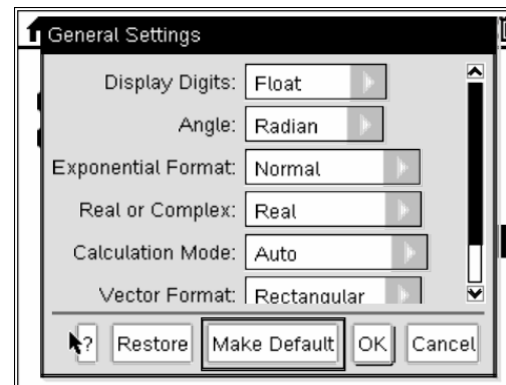 General Settings
Display Digits: Float
Angle: Radian
Exponential Format: Normal
Real or Complex: Real
Calculation Mode: Auto
Vector Format: Rectangular
? Restore Make Default OK Cancel